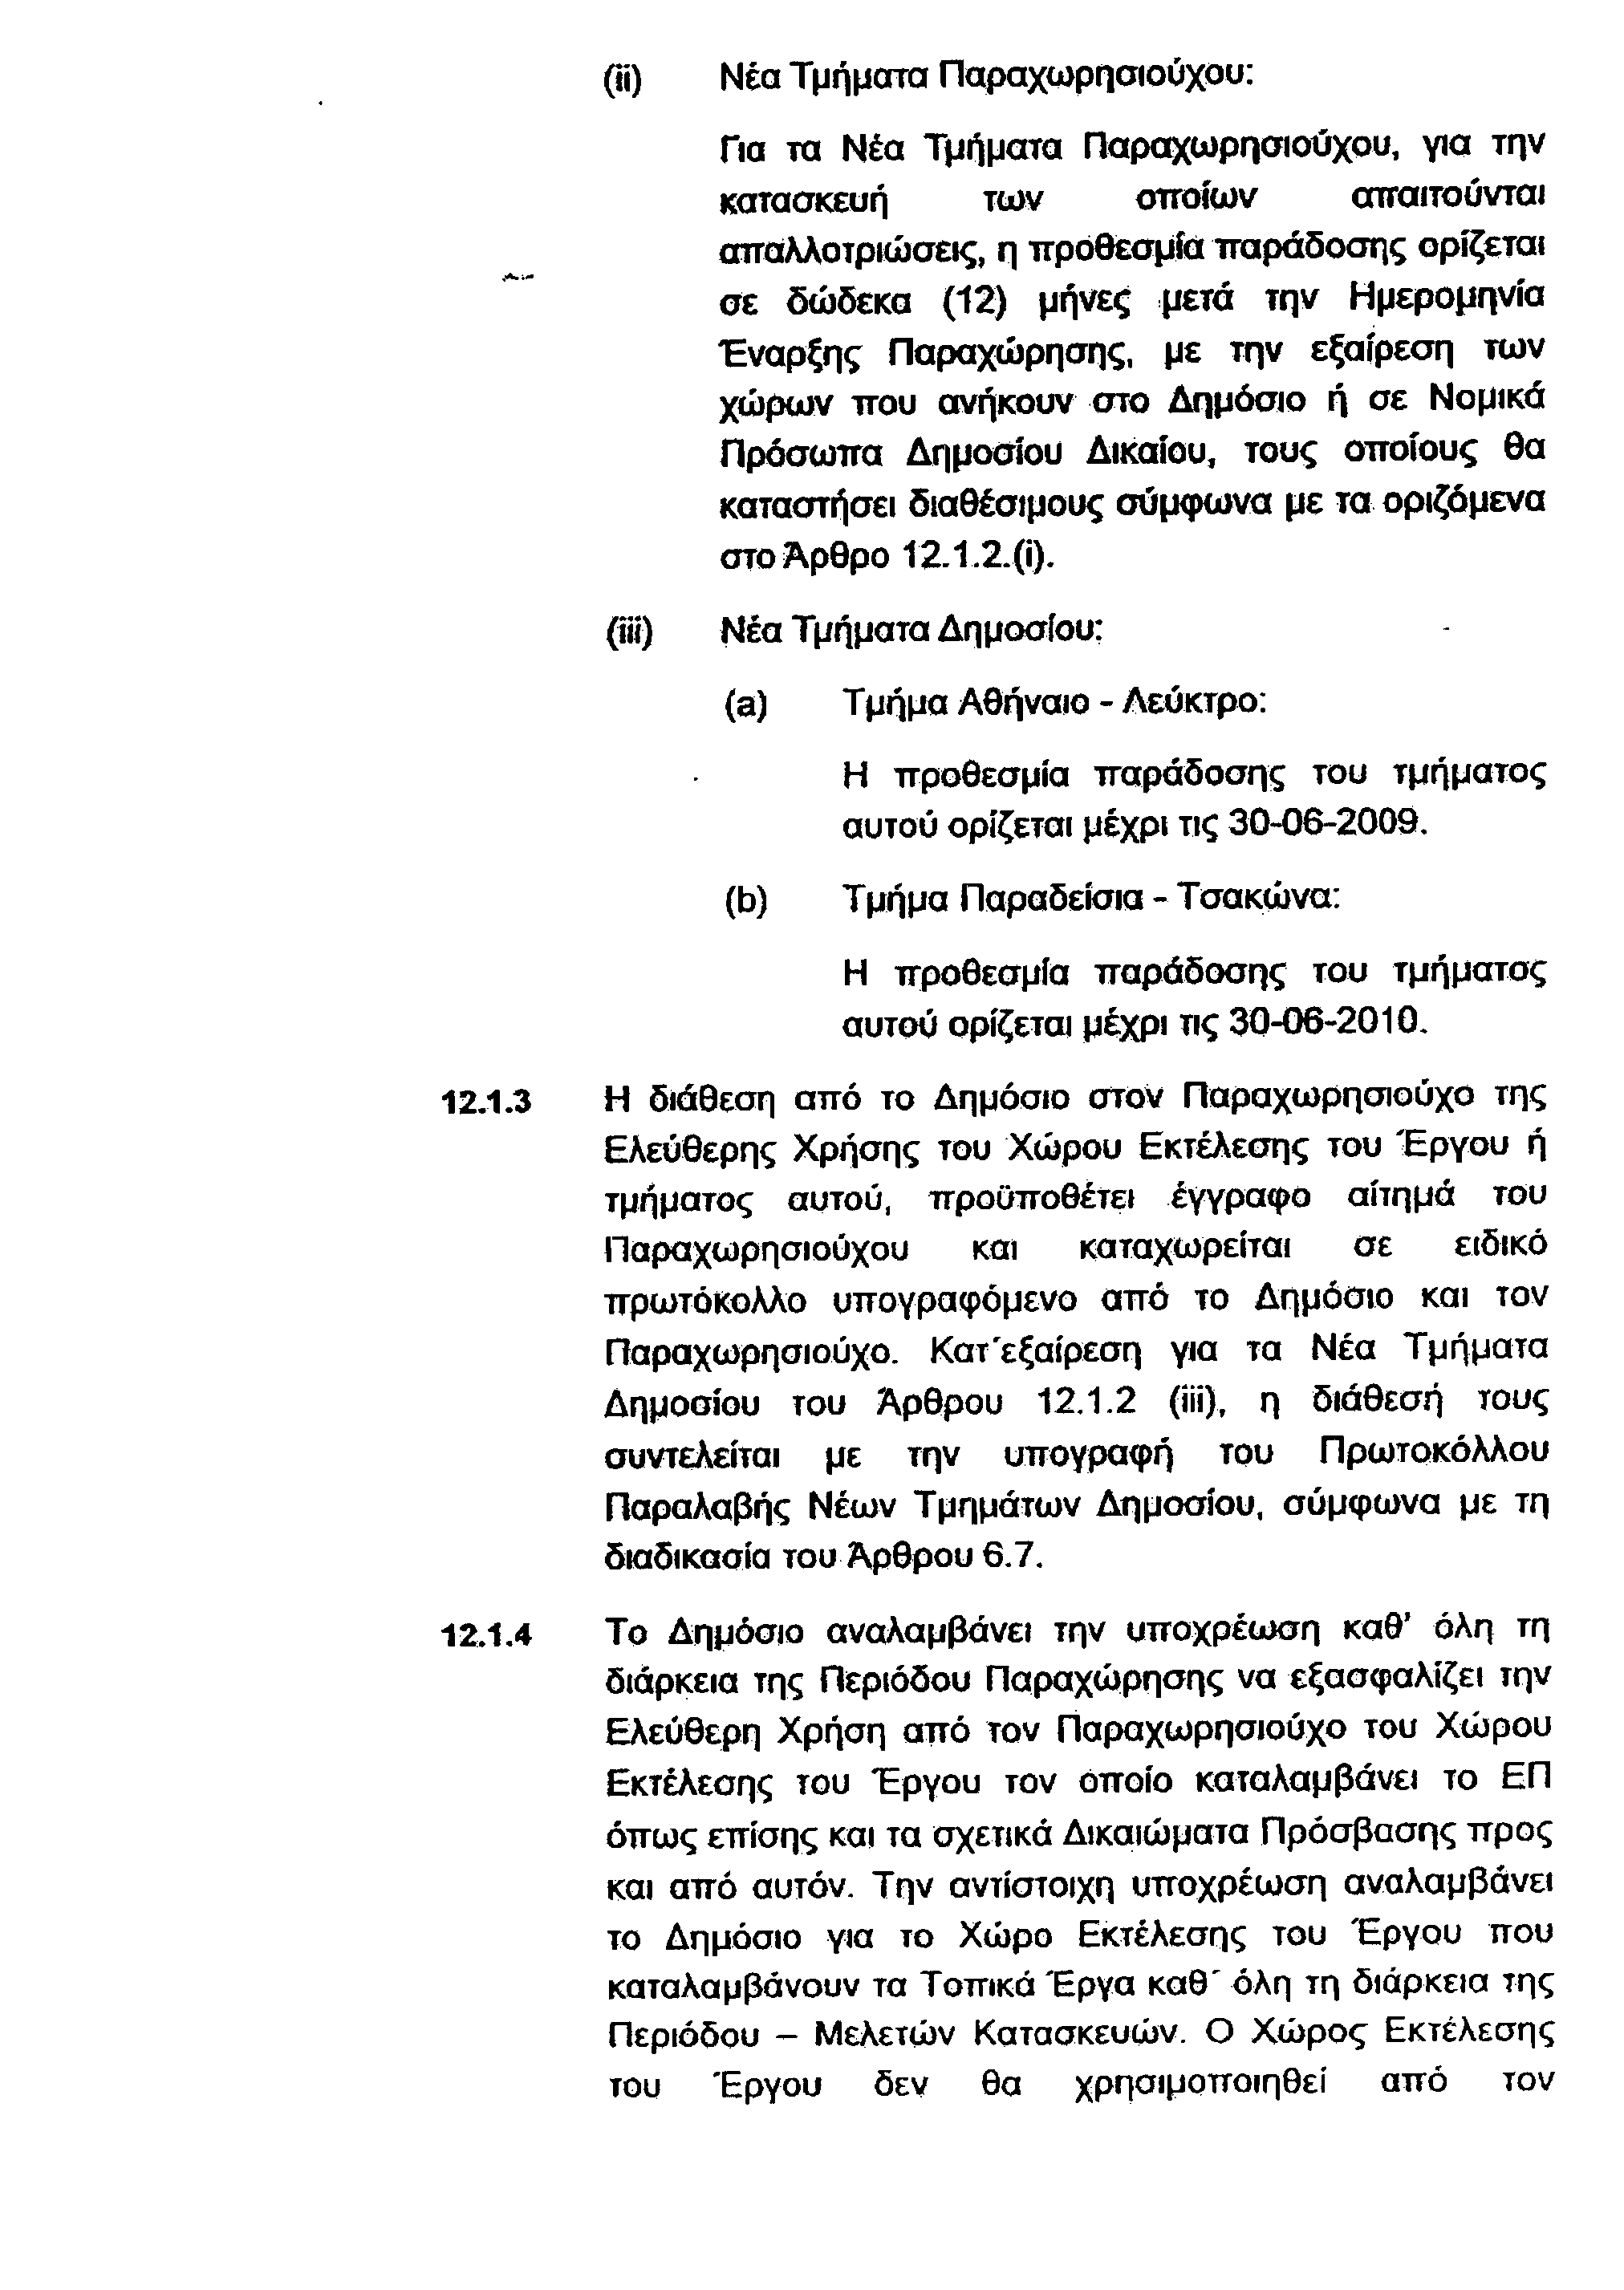 (ii) Νέα Τμήματα Παραχωρησιούχου:
Για τα Νέα Τμήματα Παραχωρησιούχου, για την
κατασκευή των οποίων απαιτούνται
απαλλοτριώσεις, η προθεσμία παράδοσης ορίζεται
σε δώδεκα (12) μήνες μετά την Ημερομηνία
Έναρξης Παραχώρησης, με την εξαίρεση των
χώρων που ανήκουν στο Δημόσιο ή σε Νομικά
Πρόσωπα Δημοσίου Δικαίου, τους οποίους θα
καταστήσει διαθέσιμους σύμφωνα με τα οριζόμενα
στο Άρθρο 12.1.2.(i).
(iii) Νέα Τμήματα Δημοσίου:
(a) Τμήμα Αθήναιο - Λεύκτρο:
Η προθεσμία παράδοσης του τμήματος
αυτού ορίζεται μέχρι τις 30-06-2009.
(b) Τμήμα Παραδείσια - Τσακώνα:
Η προθεσμία παράδοσης του τμήματος
αυτού ορίζεται μέχρι τις 30-06-2010.
12.1.3 Η διάθεση από το Δημόσιο στον Παραχωρησιούχο της
Ελεύθερης Χρήσης του Χώρου Εκτέλεσης του Έργου ή
τμήματος αυτού, προϋποθέτει έγγραφο αίτημά του
Παραχωρησιούχου και καταχωρείται σε ειδικό
πρωτόκολλο υπογραφόμενο από το Δημόσιο και τον
Παραχωρησιούχο. Κατ΄εξαίρεση για τα Νέα Τμήματα
Δημοσίου του Άρθρου 12.1.2 (iii), η διάθεσή τους
συντελείται με την υπογραφή του Πρωτοκόλλου
Παραλαβής Νέων Τμημάτων Δημοσίου, σύμφωνα με τη
διαδικασία του Άρθρου 6.7.
12.1.4 Το Δημόσιο αναλαμβάνει την υποχρέωση καθ’ όλη τη
διάρκεια της Περιόδου Παραχώρησης να εξασφαλίζει την
Ελεύθερη Χρήση από τον Παραχωρησιούχο του Χώρου
Εκτέλεσης του Έργου τον οποίο καταλαμβάνει το ΕΠ
όπως επίσης και τα σχετικά Δικαιώματα Πρόσβασης προς
και από αυτόν. Την αντίστοιχη υποχρέωση αναλαμβάνει
το Δημόσιο για το Χώρο Εκτέλεσης του Έργου που
καταλαμβάνουν τα Τοπικά Έργα καθ΄ όλη τη διάρκεια της
Περιόδου – Μελετών Κατασκευών. Ο Χώρος Εκτέλεσης
του Έργου δεν θα χρησιμοποιηθεί από τον